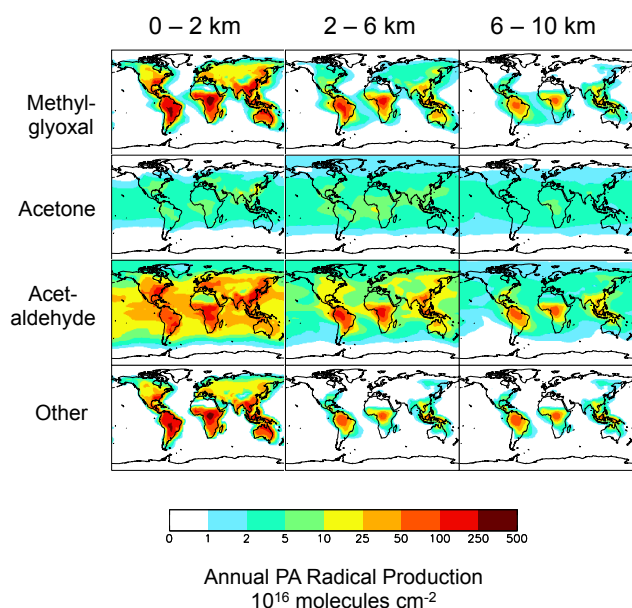 0 – 2 km 2 – 6 km 6 – 10 km
Methyl-
glyoxal
Acetone
Acet-
aldehyde
Other
0 1 2 5 10 25 50 100 250 500
Annual PA Radical Production
10¹⁶ molecules cm⁻²